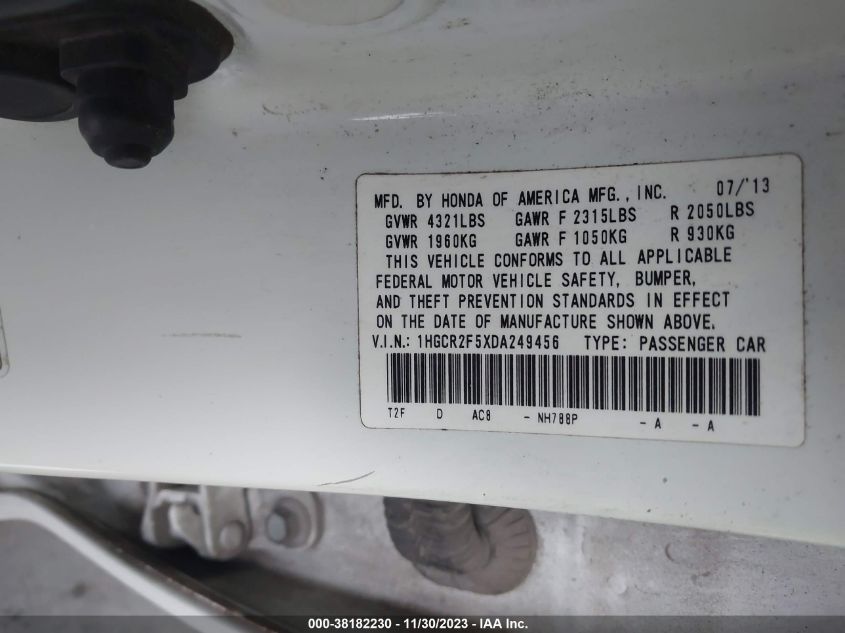 MFD. BY HONDA OF AMERICA MFG., INC. 07/'13
GVWR 4321LBS GAWR F 2315LBS R 2050LBS
GVWR 1960KG GAWR F 1050KG R 930KG
THIS VEHICLE CONFORMS TO ALL APPLICABLE
FEDERAL MOTOR VEHICLE SAFETY, BUMPER,
AND THEFT PREVENTION STANDARDS IN EFFECT
ON THE DATE OF MANUFACTURE SHOWN ABOVE.
V.I.N.: 1HGCR2F5XDA249456 TYPE: PASSENGER CAR
T2F D AC8 - NH788P - A - A
000-38182230 - 11/30/2023 - IAA Inc.